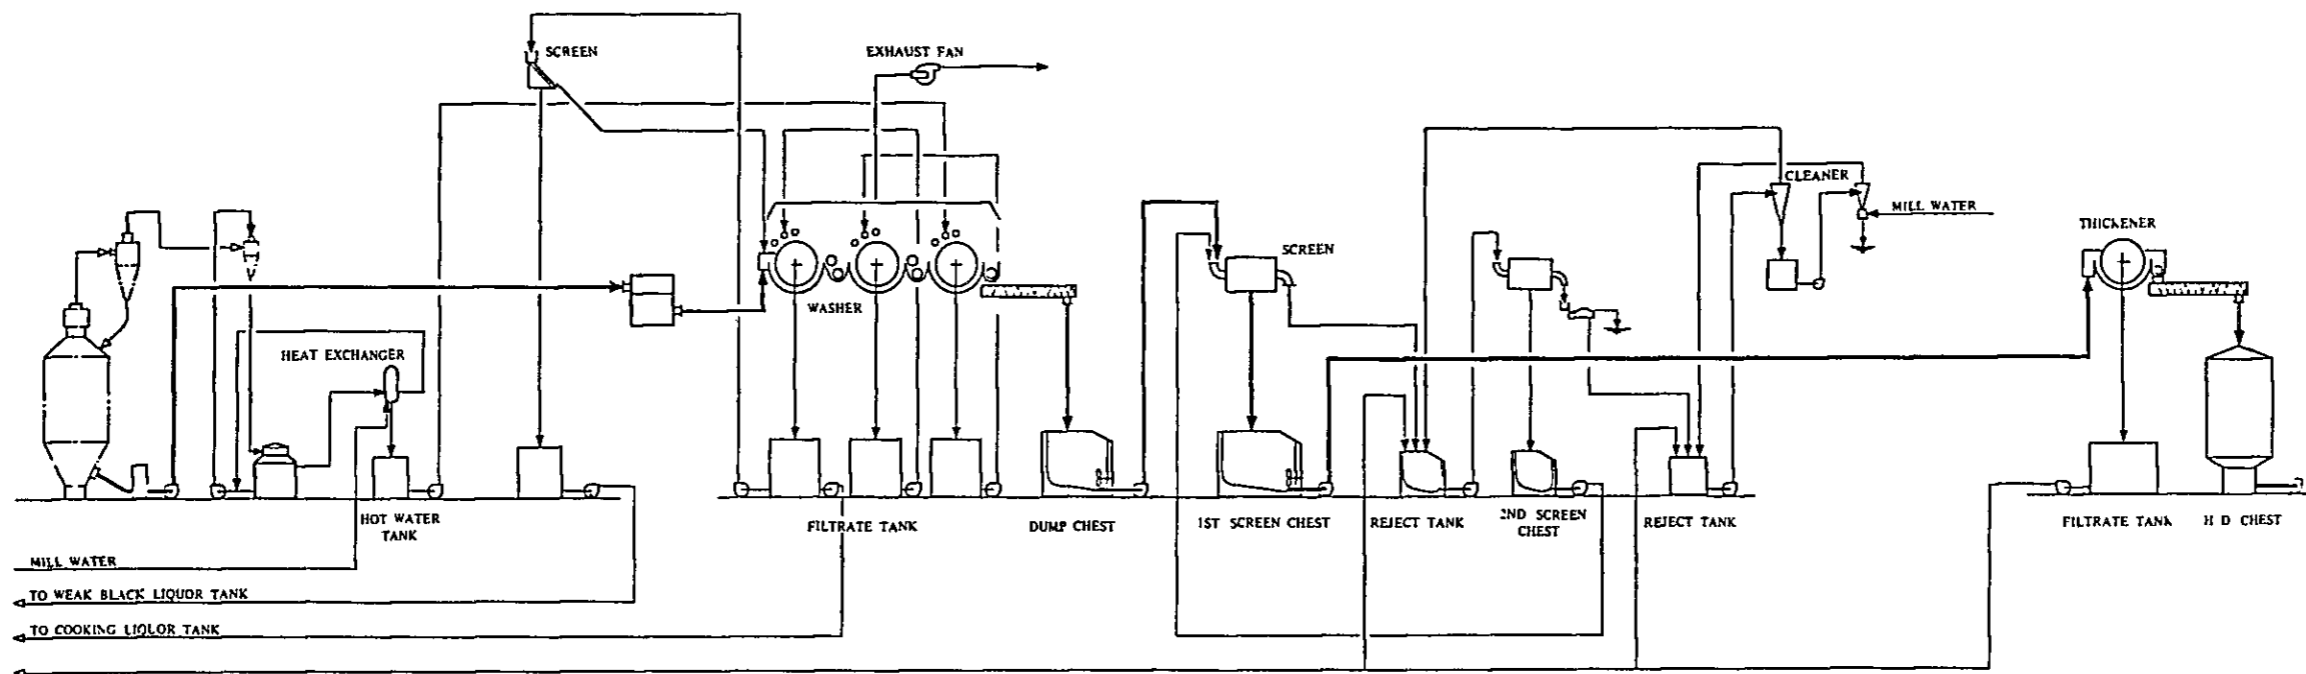 SCREEN
EXHAUST FAN
CLEANER
MILL WATER
THICKENER
SCREEN
WASHER
HEAT EXCHANGER
HOT WATER
TANK
FILTRATE TANK
DUMP CHEST
1ST SCREEN CHEST
REJECT TANK
2ND SCREEN
CHEST
REJECT TANK
FILTRATE TANK
H D CHEST
MILL WATER
TO WEAK BLACK LIQUOR TANK
TO COOKING LIQUOR TANK